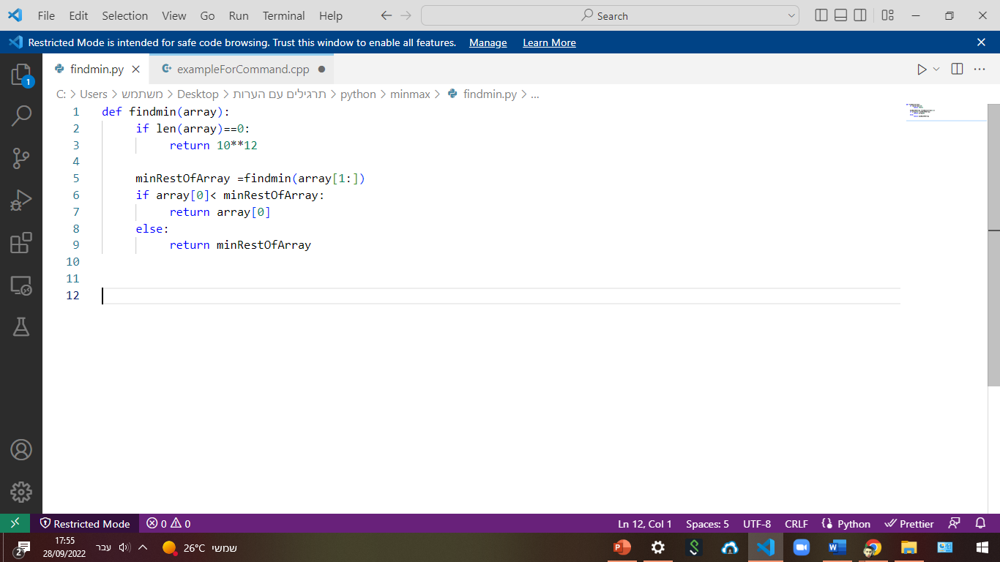 File Edit Selection View Go Run Terminal Help Search
Restricted Mode is intended for safe code browsing. Trust this window to enable all features. Manage Learn More
1
findmin.py exampleForCommand.cpp
C: > Users > משתמש > Desktop > תרגילים עם הערות > python > minmax > findmin.py > ...
1 def findmin(array):
2 if len(array)==0:
3 return 10**12
4
5 minRestOfArray =findmin(array[1:])
6 if array[0]< minRestOfArray:
7 return array[0]
8 else:
9 return minRestOfArray
10
11
12
Restricted Mode 0 0 Ln 12, Col 1 Spaces: 5 UTF-8 CRLF Python Prettier
2 17:55 עבר 26°C שמשי
28/09/2022